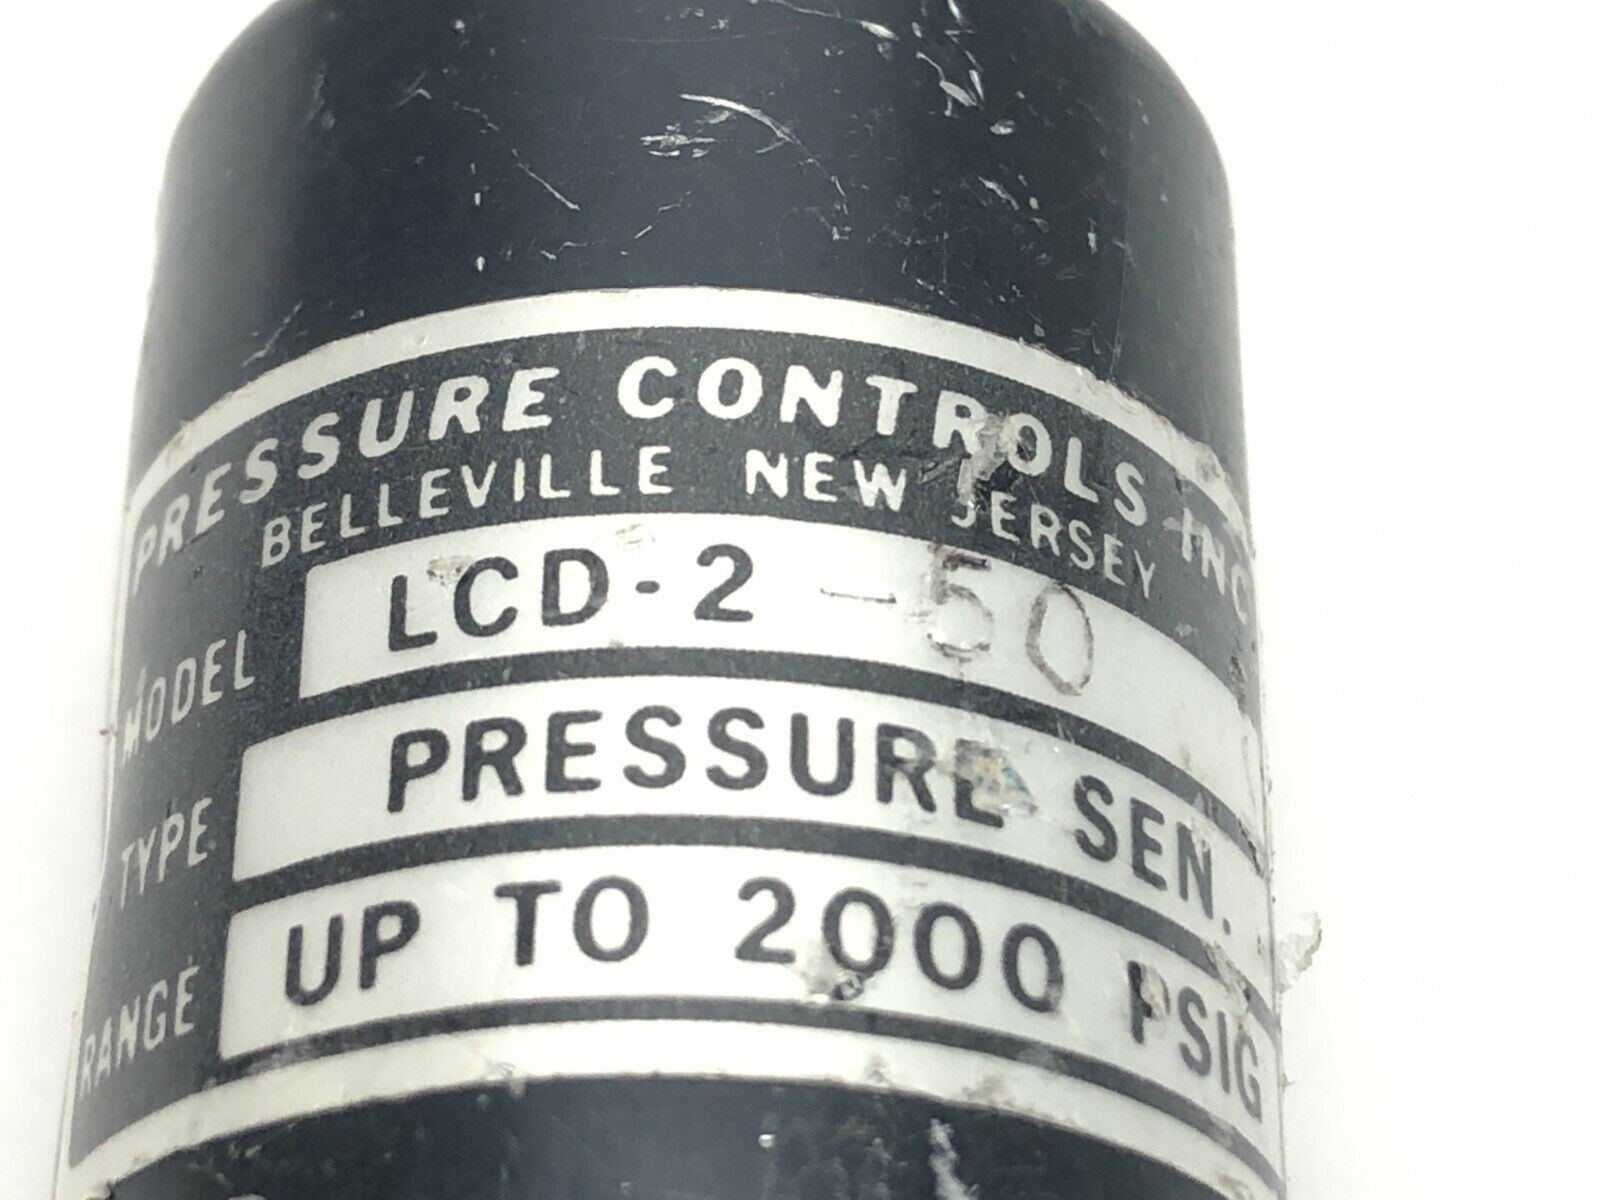 PRESSURE CONTROLS INC.
BELLEVILLE NEW JERSEY
MODEL LCD-2-50
TYPE PRESSURE SEN.
RANGE UP TO 2000 PSIG